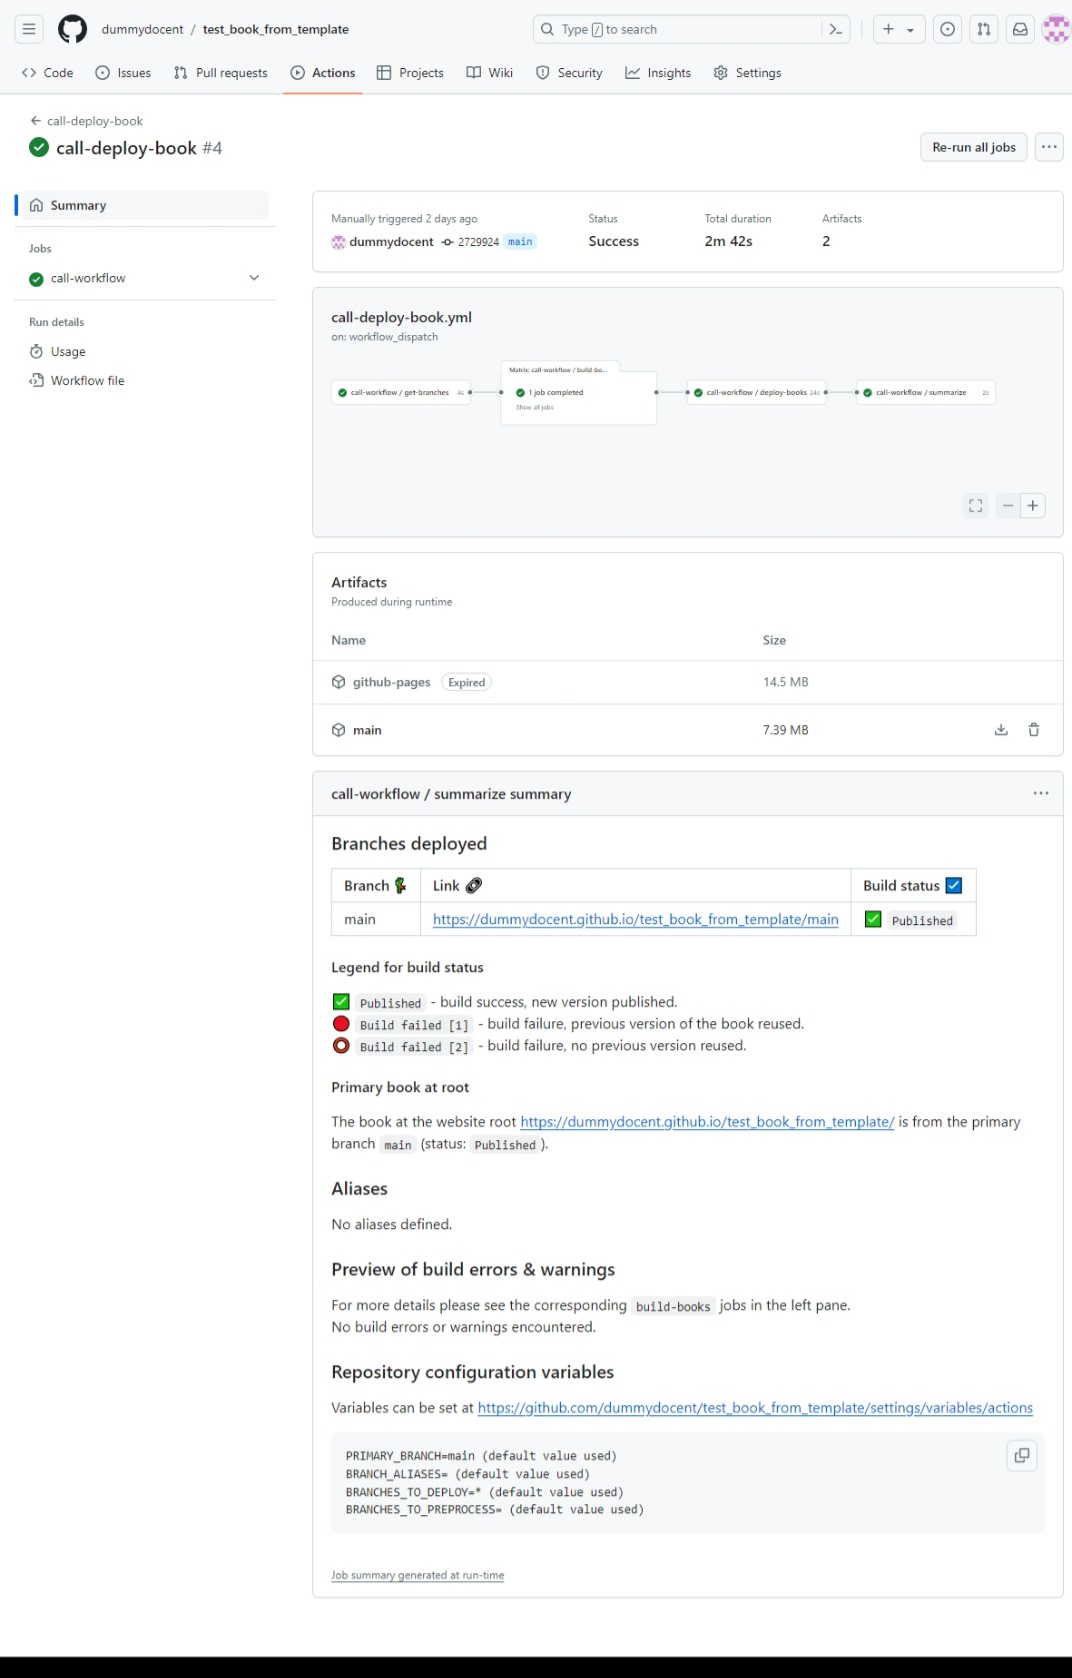 dummydocent / test_book_from_template
Type / to search
Code Issues Pull requests Actions Projects Wiki Security Insights Settings
call-deploy-book
call-deploy-book #4
Re-run all jobs
Summary
Jobs
call-workflow
Run details
Usage
Workflow file
Manually triggered 2 days ago
dummydocent 2729924 main
Status
Success
Total duration
2m 42s
Artifacts
2
call-deploy-book.yml
on: workflow_dispatch
call-workflow / get-branches 4s
Matrix: call-workflow / build-bo...
1 job completed
Show all jobs
call-workflow / deploy-books 24s
call-workflow / summarize 2s
Artifacts
Produced during runtime
Name Size
github-pages Expired 14.5 MB
main 7.39 MB
call-workflow / summarize summary
Branches deployed
Branch Link Build status
main https://dummydocent.github.io/test_book_from_template/main Published
Legend for build status
Published - build success, new version published.
Build failed [1] - build failure, previous version of the book reused.
Build failed [2] - build failure, no previous version reused.
Primary book at root
The book at the website root https://dummydocent.github.io/test_book_from_template/ is from the primary
branch main (status: Published ).
Aliases
No aliases defined.
Preview of build errors & warnings
For more details please see the corresponding build-books jobs in the left pane.
No build errors or warnings encountered.
Repository configuration variables
Variables can be set at https://github.com/dummydocent/test_book_from_template/settings/variables/actions
PRIMARY_BRANCH=main (default value used)
BRANCH_ALIASES= (default value used)
BRANCHES_TO_DEPLOY=* (default value used)
BRANCHES_TO_PREPROCESS= (default value used)
Job summary generated at run-time